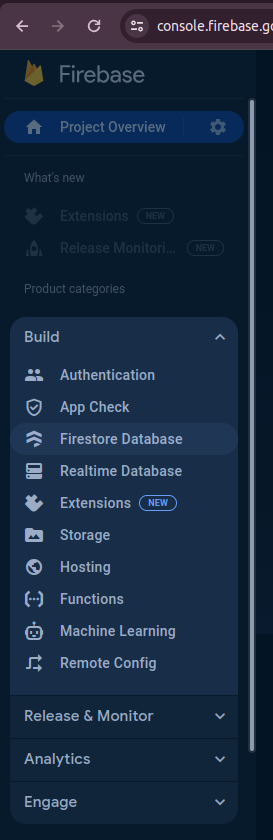 console.firebase.go
Firebase
Project Overview
What's new
Extensions NEW
Release Monitori... NEW
Product categories
Build
Authentication
App Check
Firestore Database
Realtime Database
Extensions NEW
Storage
Hosting
Functions
Machine Learning
Remote Config
Release & Monitor
Analytics
Engage